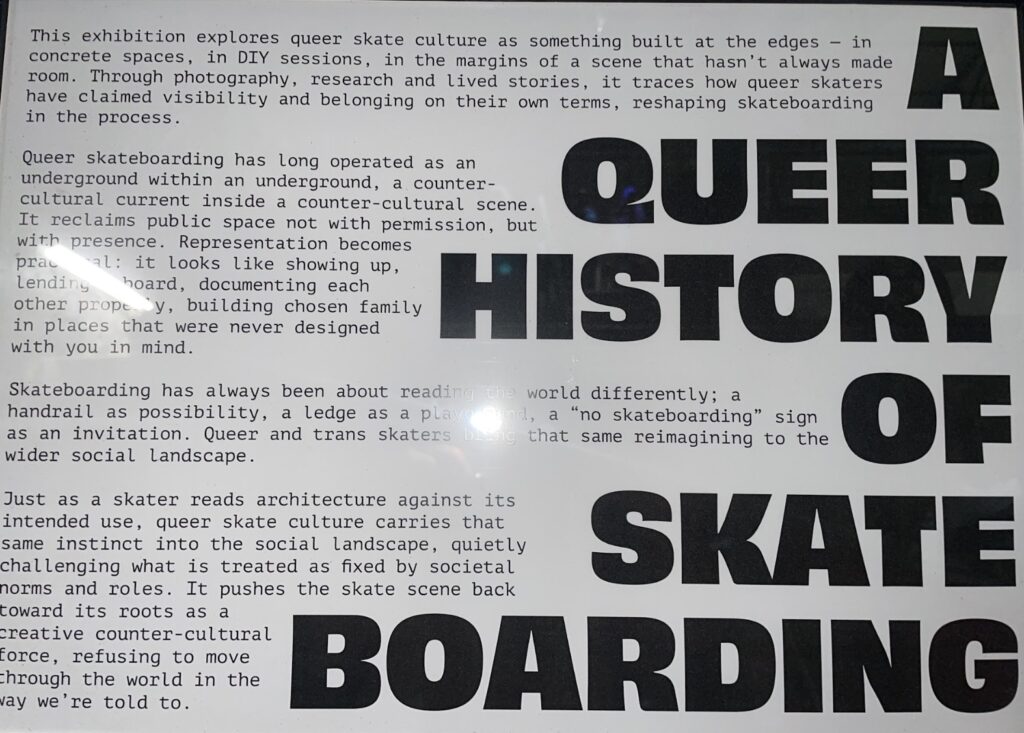 This exhibition explores queer skate culture as something built at the edges – in
concrete spaces, in DIY sessions, in the margins of a scene that hasn't always made
room. Through photography, research and lived stories, it traces how queer skaters
have claimed visibility and belonging on their own terms, reshaping skateboarding
in the process.
Queer skateboarding has long operated as an
underground within an underground, a counter-
cultural current inside a counter-cultural scene.
It reclaims public space not with permission, but
with presence. Representation becomes
it looks like showing up,
lending board, documenting each
other properly, building chosen family
in places that were never designed
with you in mind.
Skateboarding has always been about reading the world differently; a
handrail as possibility, a ledge as a playground, a “no skateboarding” sign
as an invitation. Queer and trans skaters bring that same reimagining to the
wider social landscape.
Just as a skater reads architecture against its
intended use, queer skate culture carries that
same instinct into the social landscape, quietly
challenging what is treated as fixed by societal
norms and roles. It pushes the skate scene back
toward its roots as a
creative counter-cultural
force, refusing to move
through the world in the
way we're told to.
A
QUEER
HISTORY
OF
SKATE
BOARDING